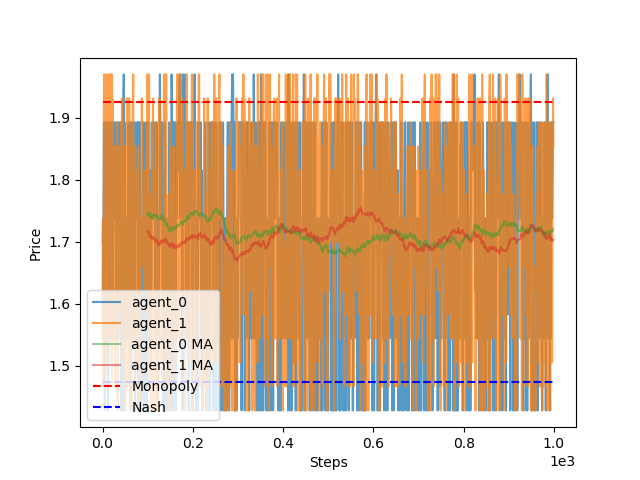 Price
1.9
1.8
1.7
1.6
1.5
agent_0
agent_1
agent_0 MA
agent_1 MA
Monopoly
Nash
0.0 0.2 0.4 0.6 0.8 1.0
Steps
1e3